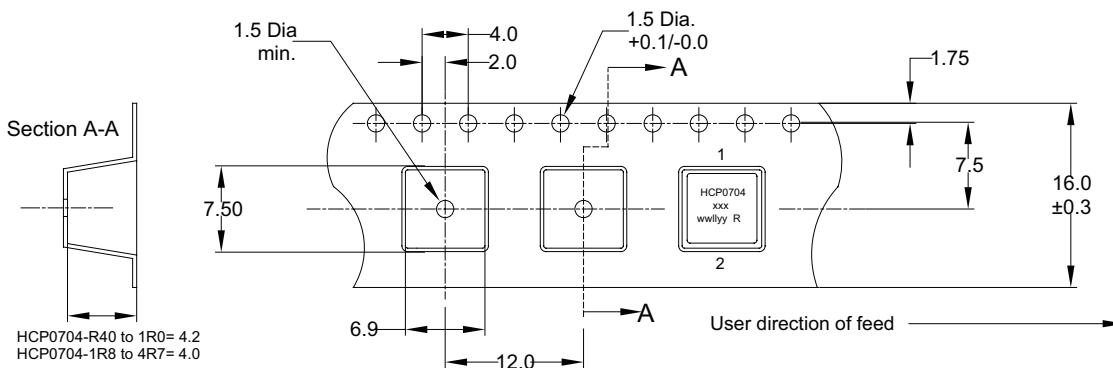 1.5 Dia
min.
4.0
2.0
1.5 Dia.
+0.1/-0.0
A
1.75
Section A-A
7.50
1
HCP0704
xxx
wwllyy R
2
7.5
16.0
±0.3
HCP0704-R40 to 1R0= 4.2
HCP0704-1R8 to 4R7= 4.0
6.9
A
User direction of feed
12.0